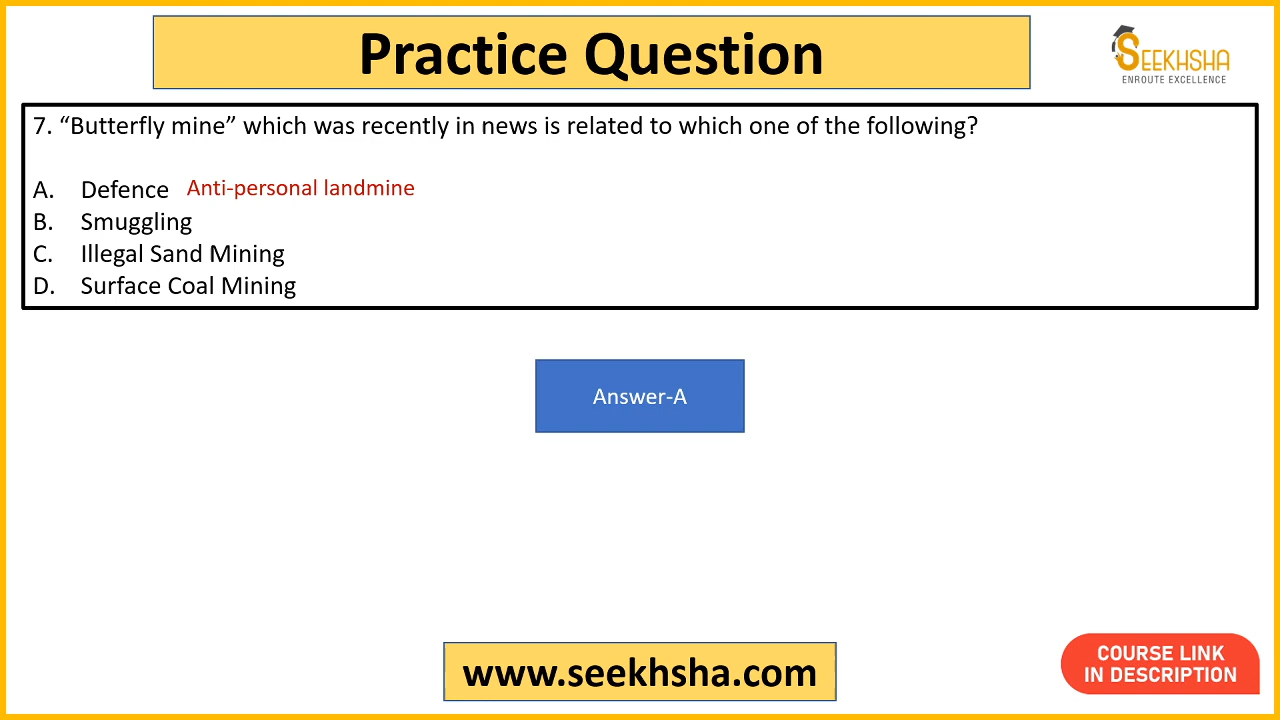 Practice Question
SEEKHSHA
ENROUTE EXCELLENCE
7. “Butterfly mine” which was recently in news is related to which one of the following?
A. Defence Anti-personal landmine
B. Smuggling
C. Illegal Sand Mining
D. Surface Coal Mining
Answer-A
www.seekhsha.com
COURSE LINK
IN DESCRIPTION